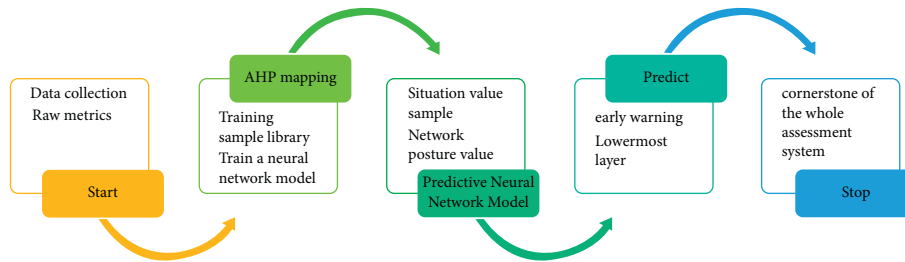 Data collection
Raw metrics
Start
AHP mapping
Training
sample library
Train a neural
network model
Situation value
sample
Network
posture value
Predictive Neural
Network Model
Predict
early warning
Lowermost
layer
cornerstone of
the whole
assessment
system
Stop